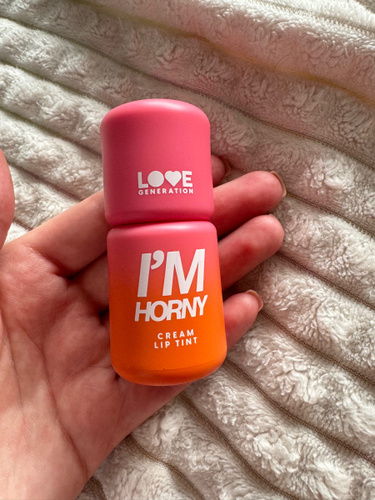 LOVE
GENERATION
I'M
HORNY
CREAM
LIP TINT